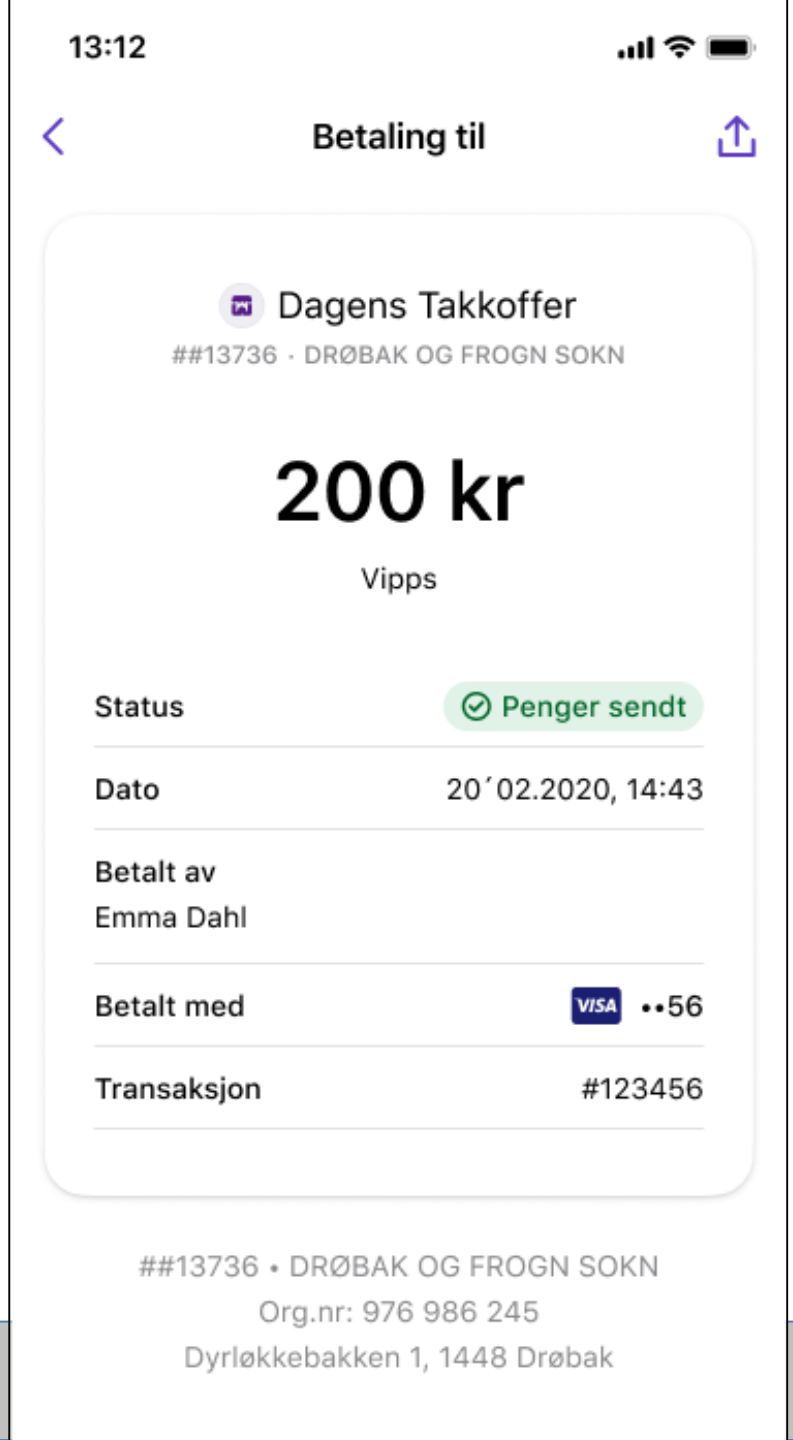 13:12
Betaling til
Dagens Takkoffer
##13736 · DRØBAK OG FROGN SOKN
200 kr
Vipps
Status Penger sendt
Dato 20´02.2020, 14:43
Betalt av
Emma Dahl
Betalt med VISA ••56
Transaksjon #123456
##13736 • DRØBAK OG FROGN SOKN
Org.nr: 976 986 245
Dyrløkkebakken 1, 1448 Drøbak